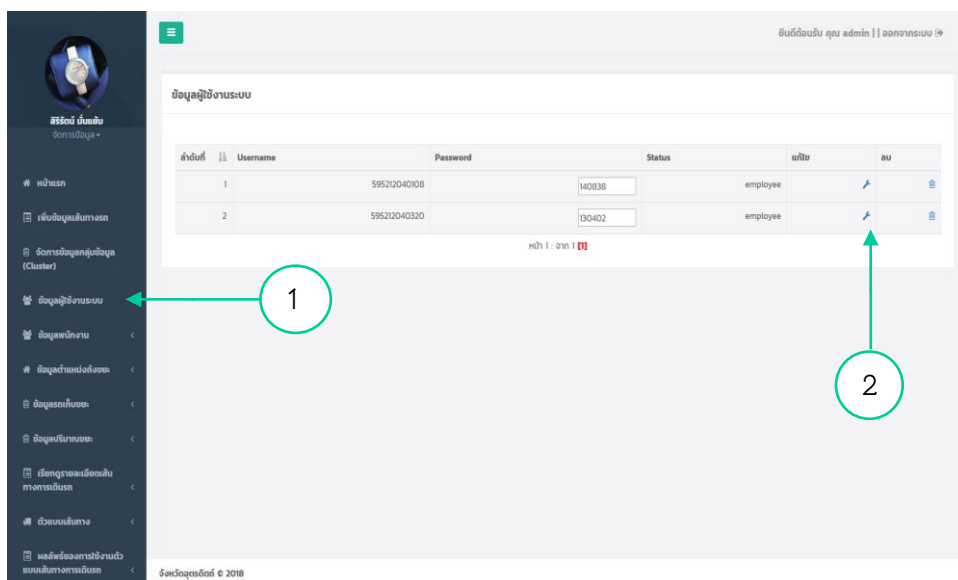 ยินดีต้อนรับ คุณ admin || ออกจากระบบ
สิริรัตน์ มั่นแย้ม
จัดการข้อมูล
หน้าแรก
เพิ่มข้อมูลเส้นทางรถ
จัดการข้อมูลกลุ่มข้อมูล
(Cluster)
ข้อมูลผู้ใช้งานระบบ
ข้อมูลพนักงาน
ข้อมูลตำแหน่งถังขยะ
ข้อมูลรถเก็บขยะ
ข้อมูลปริมาณขยะ
เรียกดูรายละเอียดเส้น
ทางการเดินรถ
ตัวแบบเส้นทาง
ผลลัพธ์ของการใช้งานตัว
แบบเส้นทางการเดินรถ
ข้อมูลผู้ใช้งานระบบ
ลำดับที่ Username Password Status แก้ไข ลบ
1 595212040108 140838 employee
2 595212040320 130402 employee
หน้า 1 : จาก 1 [1]
1
2
จังหวัดอุตรดิตถ์ © 2018